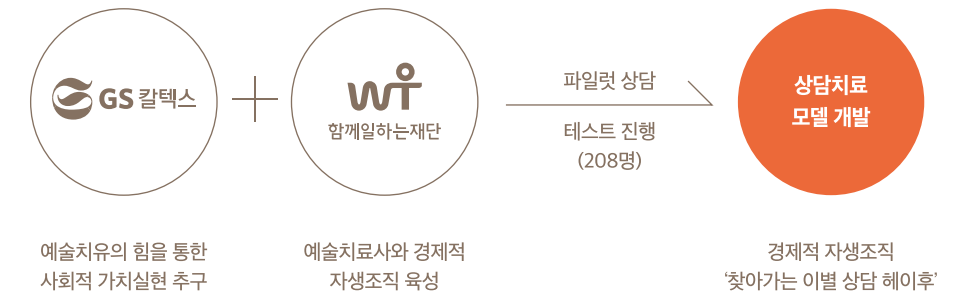 GS 칼텍스
함께일하는재단
파일럿 상담
테스트 진행
(208명)
상담치료
모델 개발
예술치유의 힘을 통한
사회적 가치실현 추구
예술치료사와 경제적
자생조직 육성
경제적 자생조직
‘찾아가는 이별 상담 헤이후’